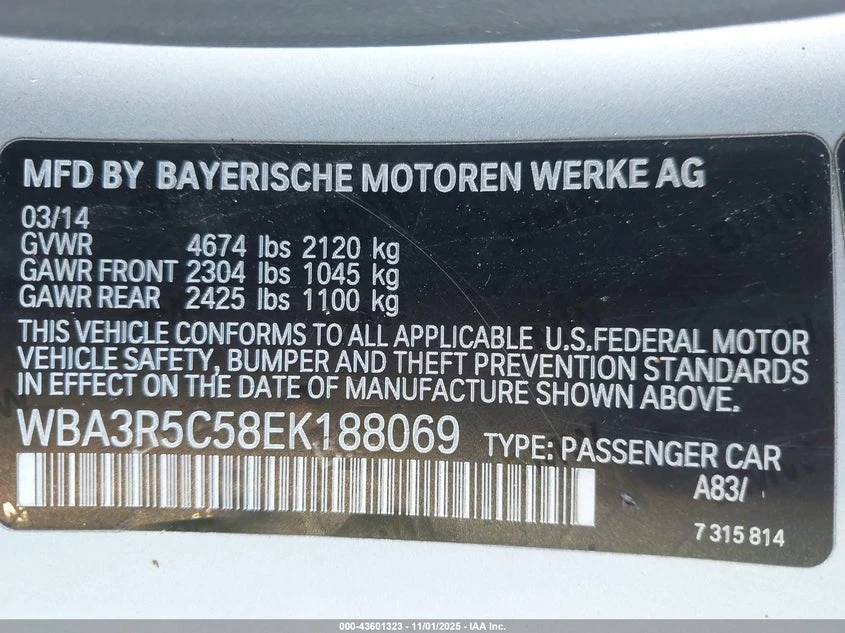 MFD BY BAYERISCHE MOTOREN WERKE AG
03/14
GVWR 4674 lbs 2120 kg
GAWR FRONT 2304 lbs 1045 kg
GAWR REAR 2425 lbs 1100 kg
THIS VEHICLE CONFORMS TO ALL APPLICABLE U.S.FEDERAL MOTOR
VEHICLE SAFETY, BUMPER AND THEFT PREVENTION STANDARDS
IN EFFECT ON THE DATE OF MANUFACTURE SHOWN ABOVE.
WBA3R5C58EK188069 TYPE: PASSENGER CAR
A83/
7 315 814
000-43601323 - 11/01/2025 - IAA Inc.